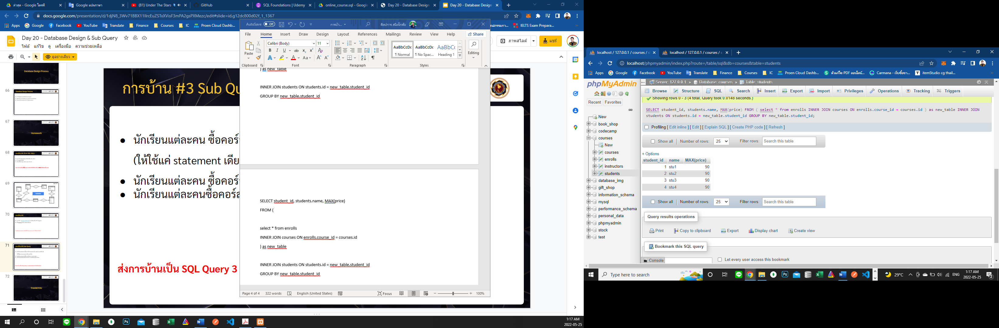 ล่าสุด - Google ไดรฟ์
Google แปลภาษา
(81) Under The Stars
GitHub
SQL Foundations | Udemy
online_course.sql - Google
Day 20 - Database Design
Day 20 - Database Design
docs.google.com/presentation/d/1djN8_3Wv71BBX11IlrcEuZSTxXVisF3mPA2gsPXMezc/edit#slide=id.g12dc800d02f_1_1367
Apps
Google
Facebook
YouTube
Translate
Finance
Courses
IC
Proen Cloud Dashb...
IELTS Exam Prepara...
Day 20 - Database Design & Sub Query
ไฟล์ แก้ไข ดู เครื่องมือ ความช่วยเหลือ
ภาพสไลด์
แชร์
ดูอย่างเดียว
Database Design Process
66
Database Design Process
67
Homework
68
69
70
71
72
THANKYOU
การบ้าน #3 Sub Qu
นักเรียนแต่ละคน ซื้อคอร์
(ให้ใช้แค่ statement เดีย
นักเรียนแต่ละคน ซื้อคอร์
นักเรียนแต่ละคนซื้อคอร์ส
ส่งการบ้านเป็น SQL Query 3
AutoSave Off
การบ้า...
File Home Insert Draw Design Layout References Mailings Review View Help
Share
Paste
Calibri (Body) 11
AaBbCcDc AaBbCcDc AaBbCc
¶ Normal ¶ No Spac... Heading 1
Editing
Clipboard Font Paragraph Styles
) as new_table
INNER JOIN students ON students.id = new_table.student_id
GROUP BY new_table.student_id
SELECT student_id, students.name, MAX(price)
FROM (
select * from enrolls
INNER JOIN courses ON enrolls.course_id = courses.id
) as new_table
INNER JOIN students ON students.id = new_table.student_id
GROUP BY new_table.student_id
Page 4 of 4 322 words English (United States) Focus 100%
1:17 AM
2022-05-25
localhost / 127.0.0.1 / courses / s
localhost / 127.0.0.1 / courses / c
localhost/phpmyadmin/index.php?route=/table/sql&db=courses&table=students
Apps
Google
Facebook
YouTube
Translate
Finance
Courses
IC
Proen Cloud Dashb...
ตัวแก้ไข PDF ออนไลน์...
Carmana - เว็บซื้อขา...
itemStudio cg thail...
phpMyAdmin
Recent Favorites
New
book_shop
codecamp
courses
New
courses
enrolls
instructors
students
database_img
gift_shop
information_schema
mysql
performance_schema
personal_data
phpmyadmin
stock
test
Server: 127.0.0.1 » Database: courses » Table: students
Browse Structure SQL Search Insert Export Import Privileges Operations Tracking Triggers
Showing rows 0 - 3 (4 total, Query took 0.0148 seconds.)
SELECT student_id, students.name, MAX(price) FROM ( select * from enrolls INNER JOIN courses ON enrolls.course_id = courses.id ) as new_table INNER JOIN
students ON students.id = new_table.student_id GROUP BY new_table.student_id;
Profiling [ Edit inline ] [ Edit ] [ Explain SQL ] [ Create PHP code ] [ Refresh ]
Show all Number of rows: 25 Filter rows: Search this table
+ Options
student_id name MAX(price)
1 stu1 90
2 stu2 90
3 stu3 90
4 stu4 90
Show all Number of rows: 25 Filter rows: Search this table
Query results operations
Print Copy to clipboard Export Display chart Create view
Bookmark this SQL query
Console
Let every user access this bookmark
Type here to search
29°C
ENG
1:17 AM
2022-05-25